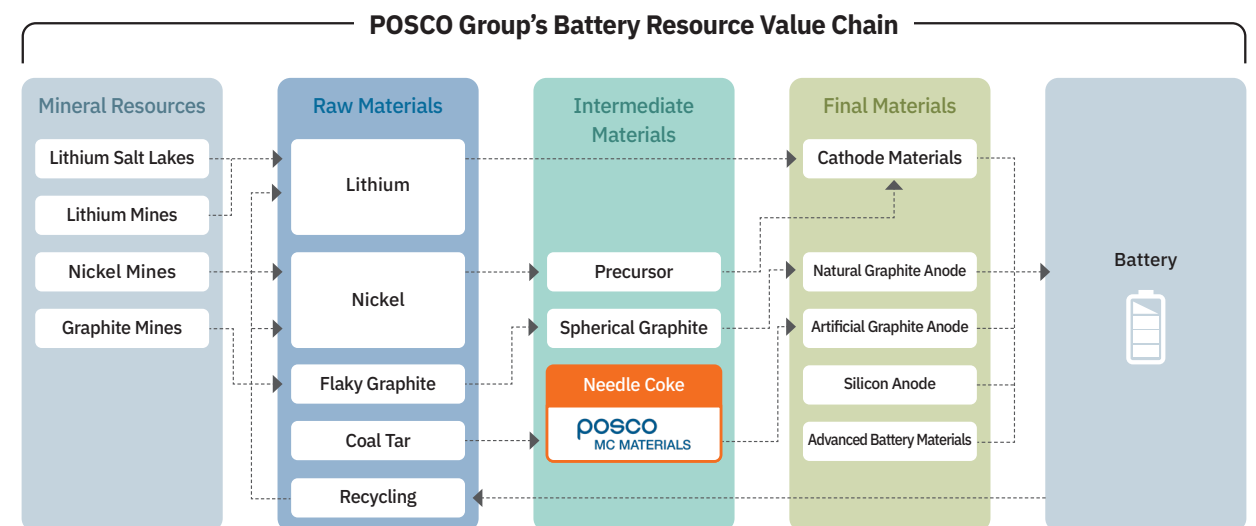 POSCO Group's Battery Resource Value Chain
Mineral Resources
Lithium Salt Lakes
Lithium Mines
Nickel Mines
Graphite Mines
Raw Materials
Lithium
Nickel
Flaky Graphite
Coal Tar
Recycling
Intermediate
Materials
Precursor
Spherical Graphite
Needle Coke
posco
MC MATERIALS
Final Materials
Cathode Materials
Natural Graphite Anode
Artificial Graphite Anode
Silicon Anode
Advanced Battery Materials
Battery